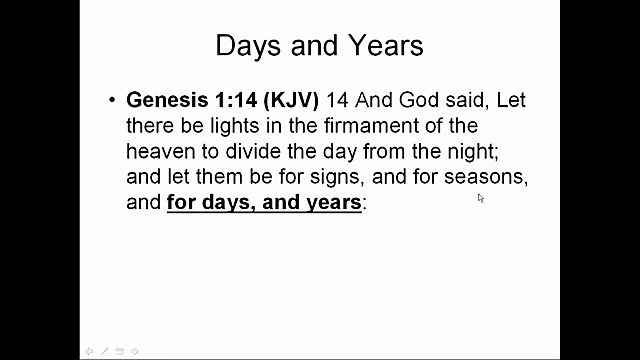 Days and Years
• Genesis 1:14 (KJV) 14 And God said, Let
there be lights in the firmament of the
heaven to divide the day from the night;
and let them be for signs, and for seasons,
and for days, and years: